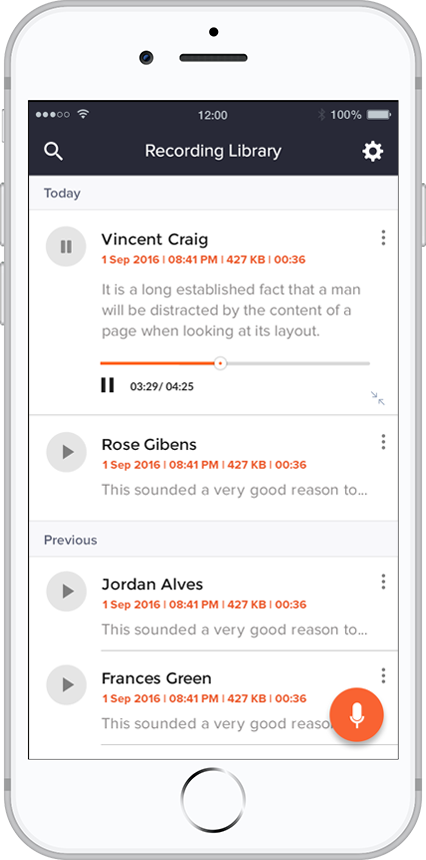 12:00
100%
Recording Library
Today
Vincent Craig
1 Sep 2016 | 08:41 PM | 427 KB | 00:36
It is a long established fact that a man
will be distracted by the content of a
page when looking at its layout.
03:29/ 04:25
Rose Gibens
1 Sep 2016 | 08:41 PM | 427 KB | 00:36
This sounded a very good reason to...
Previous
Jordan Alves
1 Sep 2016 | 08:41 PM | 427 KB | 00:36
This sounded a very good reason to...
Frances Green
1 Sep 2016 | 08:41 PM | 427 KB | 00:36
This sounded a very good reaso